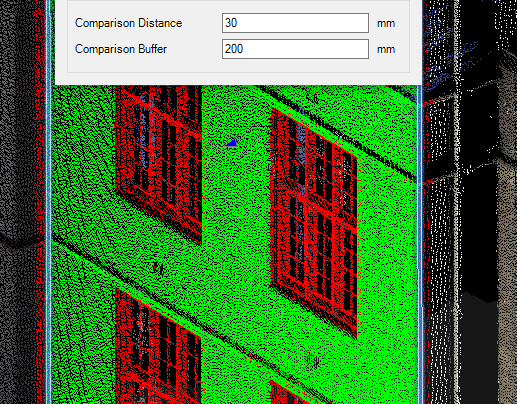 Comparison Distance 30 mm
Comparison Buffer 200 mm